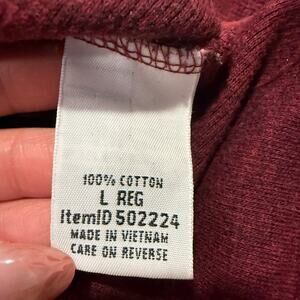 100% COTTON
L REG
ItemID 502224
MADE IN VIETNAM
CARE ON REVERSE